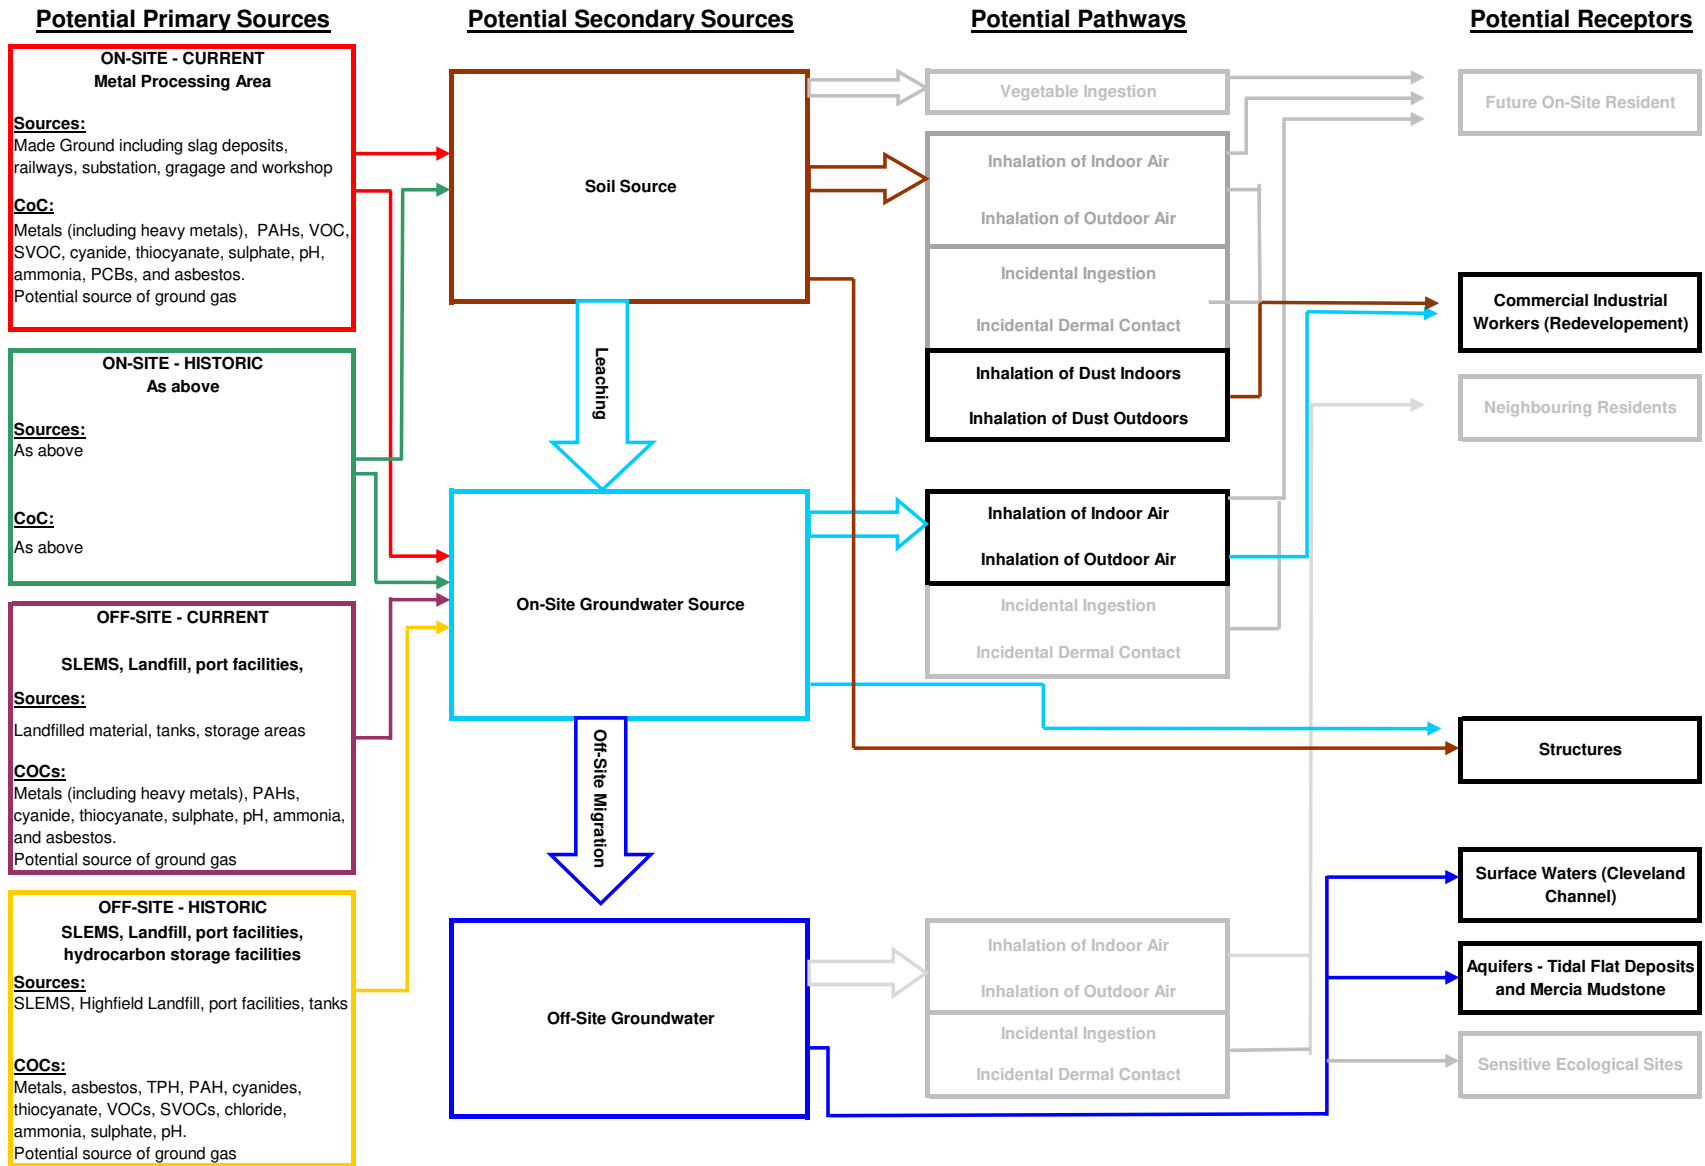 Potential Primary Sources
Potential Secondary Sources
Potential Pathways
Potential Receptors
ON-SITE - CURRENT
Metal Processing Area
Sources:
Made Ground including slag deposits,
railways, substation, gragage and workshop
CoC:
Metals (including heavy metals),  PAHs, VOC,
SVOC, cyanide, thiocyanate, sulphate, pH,
ammonia, PCBs, and asbestos.
Potential source of ground gas
ON-SITE - HISTORIC
As above
Sources:
As above
CoC:
As above
OFF-SITE - CURRENT
SLEMS, Landfill, port facilities,
Sources:
Landfilled material, tanks, storage areas
COCs:
Metals (including heavy metals), PAHs,
cyanide, thiocyanate, sulphate, pH, ammonia,
and asbestos.
Potential source of ground gas
OFF-SITE - HISTORIC
SLEMS, Landfill, port facilities,
hydrocarbon storage facilities
Sources:
SLEMS, Highfield Landfill, port facilities, tanks
COCs:
Metals, asbestos, TPH, PAH, cyanides,
thiocyanate, VOCs, SVOCs, chloride,
ammonia, sulphate, pH.
Potential source of ground gas
Soil Source
Leaching
On-Site Groundwater Source
Off-Site Migration
Off-Site Groundwater
Vegetable Ingestion
Inhalation of Indoor Air
Inhalation of Outdoor Air
Incidental Ingestion
Incidental Dermal Contact
Inhalation of Dust Indoors
Inhalation of Dust Outdoors
Inhalation of Indoor Air
Inhalation of Outdoor Air
Incidental Ingestion
Incidental Dermal Contact
Inhalation of Indoor Air
Inhalation of Outdoor Air
Incidental Ingestion
Incidental Dermal Contact
Future On-Site Resident
Commercial Industrial
Workers (Redevelopement)
Neighbouring Residents
Structures
Surface Waters (Cleveland
Channel)
Aquifers - Tidal Flat Deposits
and Mercia Mudstone
Sensitive Ecological Sites